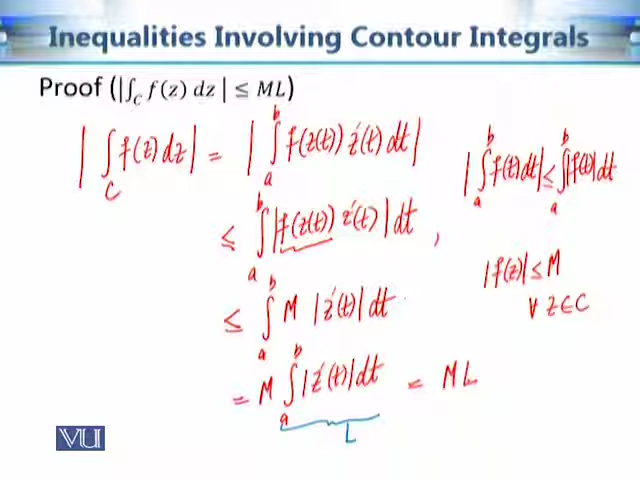 Inequalities Involving Contour Integrals
Proof (|∫_C f(z) dz | ≤ ML)
|∫_C f(z) dz| = |∫_a^b f(z(t)) z'(t) dt|
|∫_a^b f(t) dt| ≤ ∫_a^b |f(t)| dt
≤ ∫_a^b |f(z(t)) z'(t)| dt ,
|f(z)| ≤ M
∀ z ∈ C
≤ ∫_a^b M |z'(t)| dt
= M ∫_a^b |z'(t)| dt = ML
L
VU